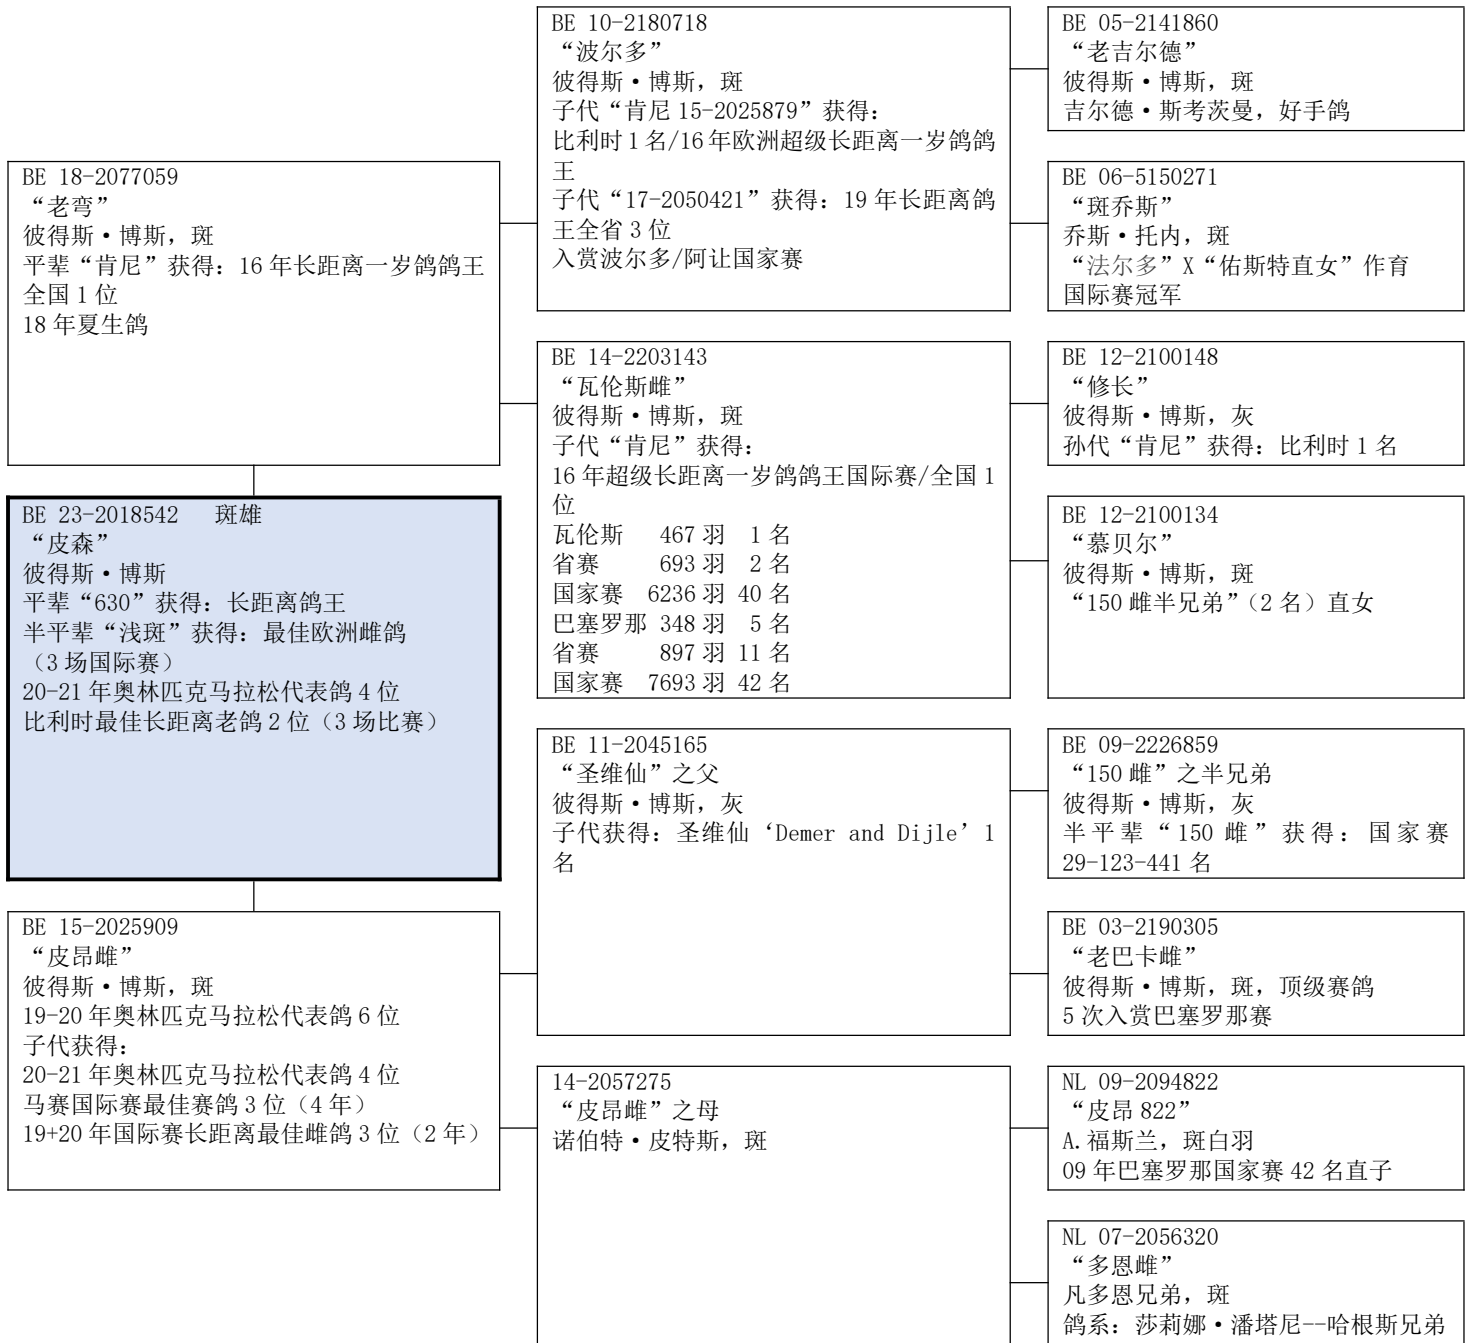 BE 18-2077059
“老弯”
彼得斯·博斯，斑
平辈“肯尼”获得：16 年长距离一岁鸽鸽王
全国 1 位
18 年夏生鸽
BE 23-2018542 斑雄
“皮森”
彼得斯·博斯
平辈“630”获得：长距离鸽王
半平辈“浅斑”获得：最佳欧洲雌鸽
（3 场国际赛）
20-21 年奥林匹克马拉松代表鸽 4 位
比利时最佳长距离老鸽 2 位（3 场比赛）
BE 15-2025909
“皮昂雌”
彼得斯·博斯，斑
19-20 年奥林匹克马拉松代表鸽 6 位
子代获得：
20-21 年奥林匹克马拉松代表鸽 4 位
马赛国际赛最佳赛鸽 3 位（4 年）
19+20 年国际赛长距离最佳雌鸽 3 位（2 年）
BE 10-2180718
“波尔多”
彼得斯·博斯，斑
子代“肯尼 15-2025879”获得：
比利时 1 名/16 年欧洲超级长距离一岁鸽鸽
王
子代“17-2050421”获得：19 年长距离鸽
王全省 3 位
入赏波尔多/阿让国家赛
BE 14-2203143
“瓦伦斯雌”
彼得斯·博斯，斑
子代“肯尼”获得：
16 年超级长距离一岁鸽鸽王国际赛/全国 1
位
瓦伦斯 467 羽 1 名
省赛 693 羽 2 名
国家赛 6236 羽 40 名
巴塞罗那 348 羽 5 名
省赛 897 羽 11 名
国家赛 7693 羽 42 名
BE 11-2045165
“圣维仙”之父
彼得斯·博斯，灰
子代获得：圣维仙‘Demer and Dijle’1
名
14-2057275
“皮昂雌”之母
诺伯特·皮特斯，斑
BE 05-2141860
“老吉尔德”
彼得斯·博斯，斑
吉尔德·斯考茨曼，好手鸽
BE 06-5150271
“斑乔斯”
乔斯·托内，斑
“法尔多”X“佑斯特直女”作育
国际赛冠军
BE 12-2100148
“修长”
彼得斯·博斯，灰
孙代“肯尼”获得：比利时 1 名
BE 12-2100134
“慕贝尔”
彼得斯·博斯，斑
“150 雌半兄弟”（2 名）直女
BE 09-2226859
“150 雌”之半兄弟
彼得斯·博斯，灰
半平辈“150 雌”获得：国家赛
29-123-441 名
BE 03-2190305
“老巴卡雌”
彼得斯·博斯，斑，顶级赛鸽
5 次入赏巴塞罗那赛
NL 09-2094822
“皮昂 822”
A.福斯兰，斑白羽
09 年巴塞罗那国家赛 42 名直子
NL 07-2056320
“多恩雌”
凡多恩兄弟，斑
鸽系：莎莉娜·潘塔尼--哈根斯兄弟